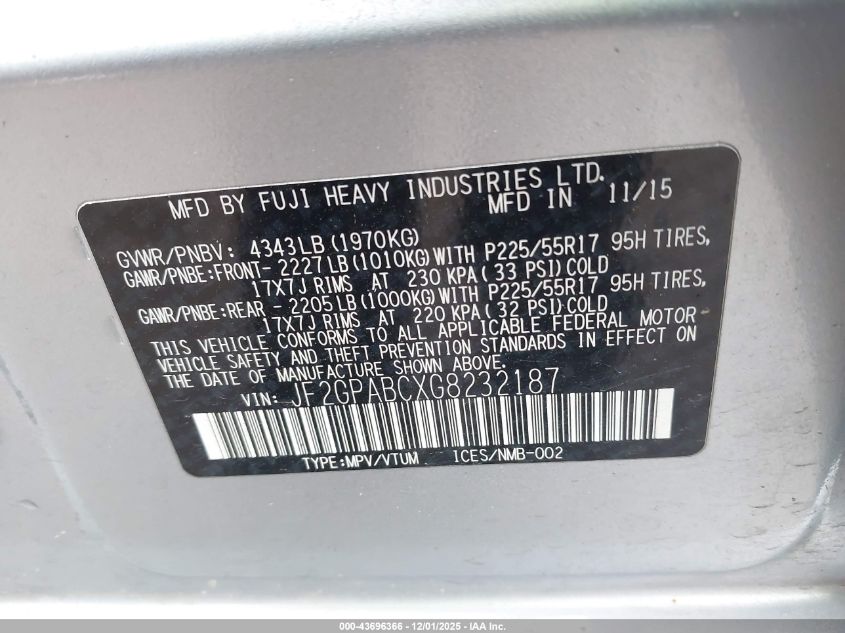 MFD BY FUJI HEAVY INDUSTRIES LTD.
MFD IN 11/15
GVWR/PNBV: 4343LB(1970KG)
GAWR/PNBE:FRONT- 2227LB(1010KG)WITH P225/55R17 95H TIRES,
17X7J RIMS AT 230 KPA(33 PSI)COLD
GAWR/PNBE:REAR - 2205LB(1000KG)WITH P225/55R17 95H TIRES,
17X7J RIMS AT 220 KPA(32 PSI)COLD
THIS VEHICLE CONFORMS TO ALL APPLICABLE FEDERAL MOTOR
VEHICLE SAFETY AND THEFT PREVENTION STANDARDS IN EFFECT ON
THE DATE OF MANUFACTURE SHOWN ABOVE.
VIN: JF2GPABCXG8232187
TYPE:MPV/VTUM ICES/NMB-002
000-43696366 - 12/01/2025 - IAA Inc.